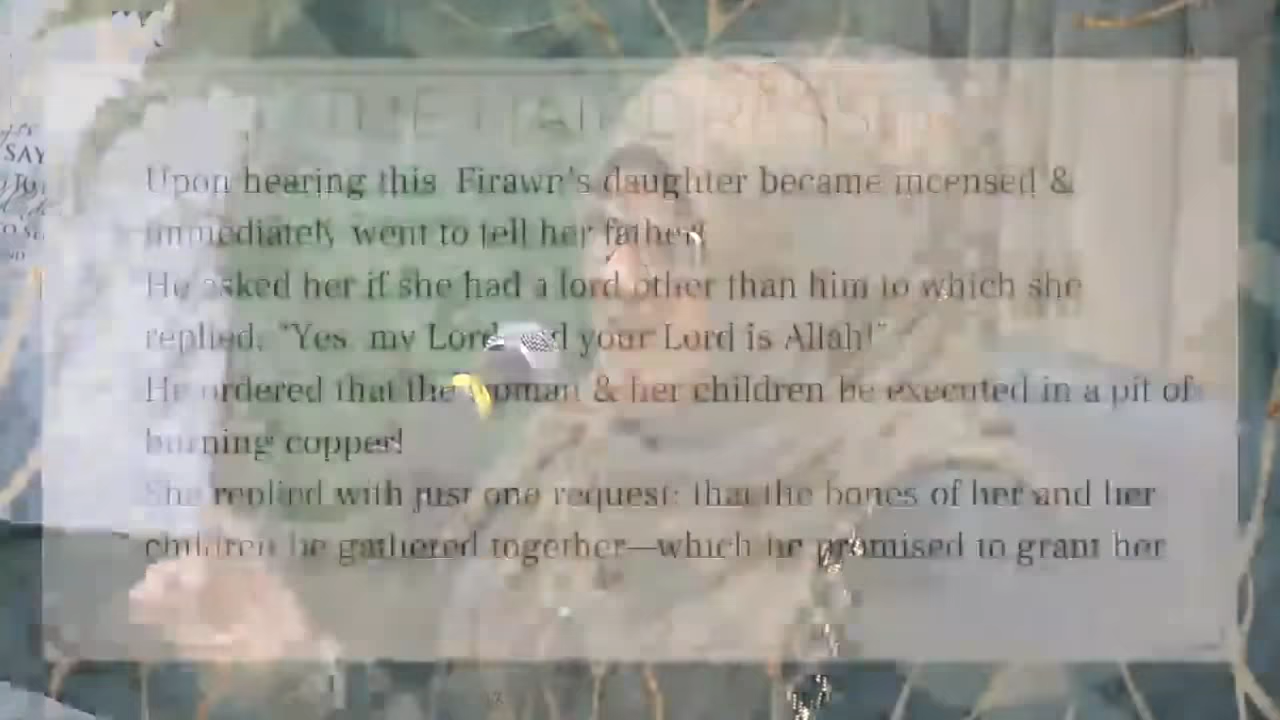 SAY
Upon hearing this Firawn's daughter became incensed &
immediately went to tell her father!
He asked her if she had a lord other than him to which she
replied, "Yes, my Lord and your Lord is Allah!"
He ordered that the woman & her children be executed in a pit of
burning copper!
She replied with just one request: that the bones of her and her
children be gathered together—which he promised to grant her